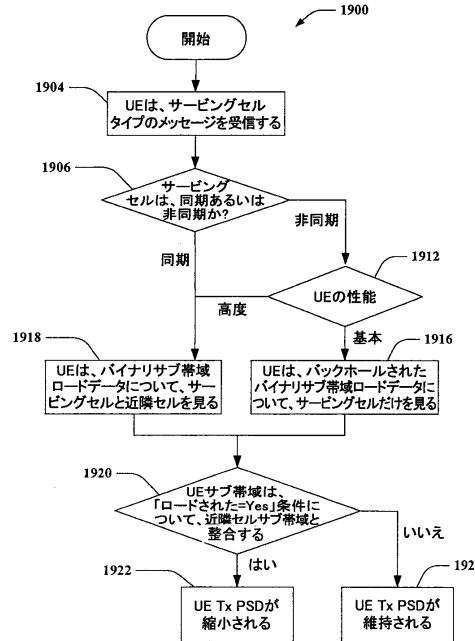 1900
開始
1904
UEは、サービングセル
タイプのメッセージを受信する
1906
サービング
セルは、同期あるいは
非同期か?
非同期
同期
1912
UEの性能
高度
基本
1918
UEは、バイナリサブ帯域
ロードデータについて、サー
ビングセルと近隣セルを見る
1916
UEは、バックホールされた
バイナリサブ帯域ロードデータに
ついて、サービングセルだけを見る
1920
UEサブ帯域は、
「ロードされた=Yes」条件に
ついて、近隣セルサブ帯域と
整合する
いいえ
はい
1922
UE Tx PSDが
縮小される
UE Tx PSDが
維持される